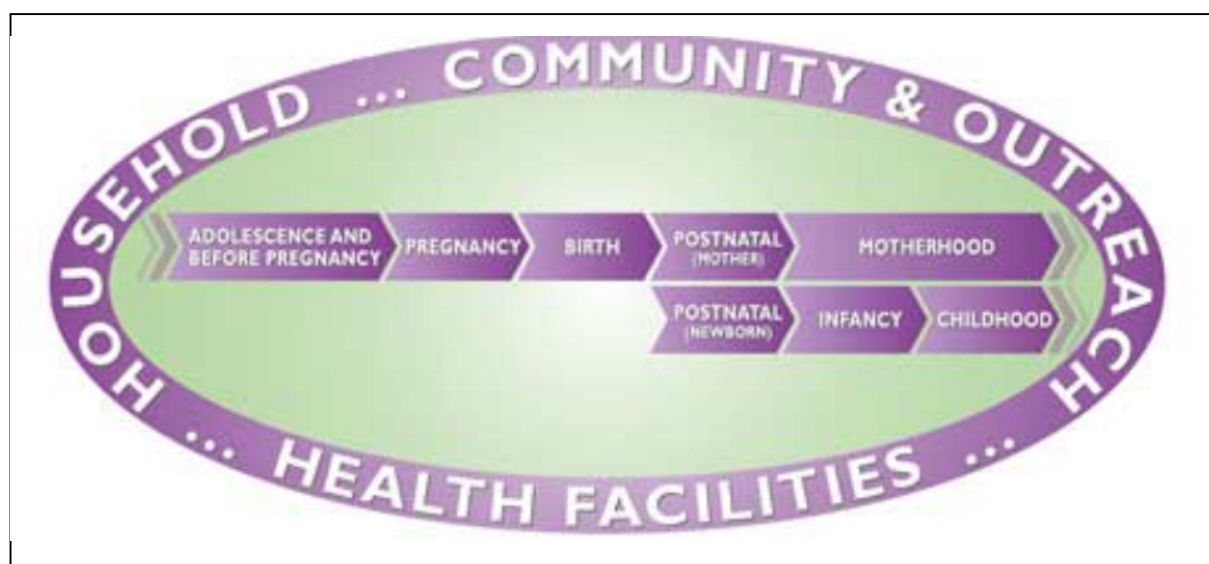 HOUSEHOLD ... COMMUNITY & OUTREACH ... HEALTH FACILITIES ...
ADOLESCENCE AND
BEFORE PREGNANCY
PREGNANCY
BIRTH
POSTNATAL
(MOTHER)
MOTHERHOOD
POSTNATAL
(NEWBORN)
INFANCY
CHILDHOOD